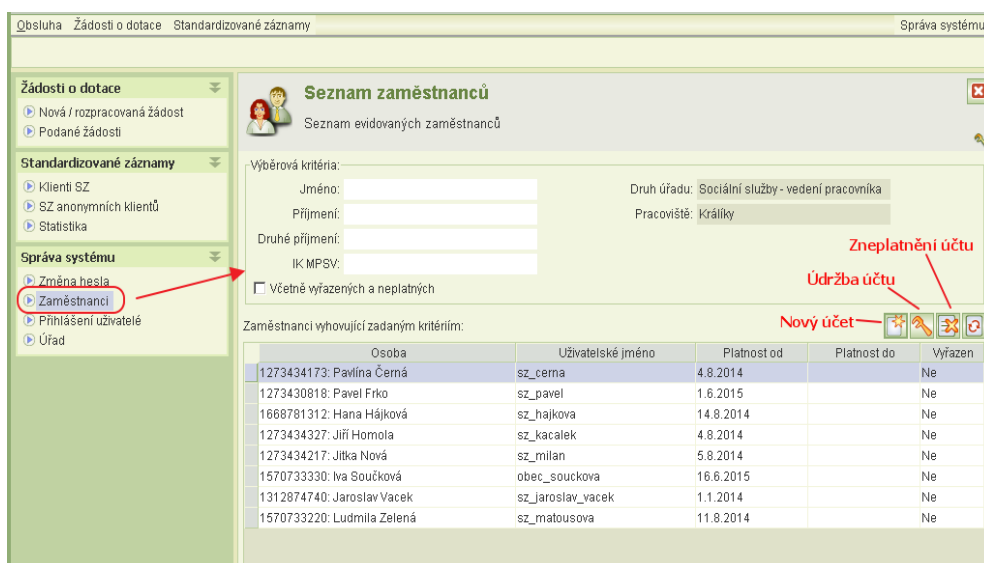 Obsluha Žádosti o dotace Standardizované záznamy Správa systému
Žádosti o dotace
Nová / rozpracovaná žádost
Podané žádosti
Standardizované záznamy
Klienti SZ
SZ anonymních klientů
Statistika
Správa systému
Změna hesla
Zaměstnanci
Přihlášení uživatelé
Úřad
Seznam zaměstnanců
Seznam evidovaných zaměstnanců
Výběrová kritéria:
Jméno: Druh úřadu: Sociální služby - vedení pracovníka
Příjmení: Pracoviště: Králíky
Druhé příjmení:
IK MPSV:
Včetně vyřazených a neplatných
Zneplatnění účtu
Údržba účtu
Nový účet
Zaměstnanci vyhovující zadaným kritériím:
Osoba Uživatelské jméno Platnost od Platnost do Vyřazen
1273434173: Pavlína Černá sz_cerna 4.8.2014 Ne
1273430818: Pavel Frko sz_pavel 1.6.2015 Ne
1668781312: Hana Hájková sz_hajkova 14.8.2014 Ne
1273434327: Jiří Homola sz_kacalek 4.8.2014 Ne
1273434217: Jitka Nová sz_milan 5.8.2014 Ne
1570733330: Iva Součková obec_souckova 16.6.2015 Ne
1312874740: Jaroslav Vacek sz_jaroslav_vacek 1.1.2014 Ne
1570733220: Ludmila Zelená sz_matousova 11.8.2014 Ne